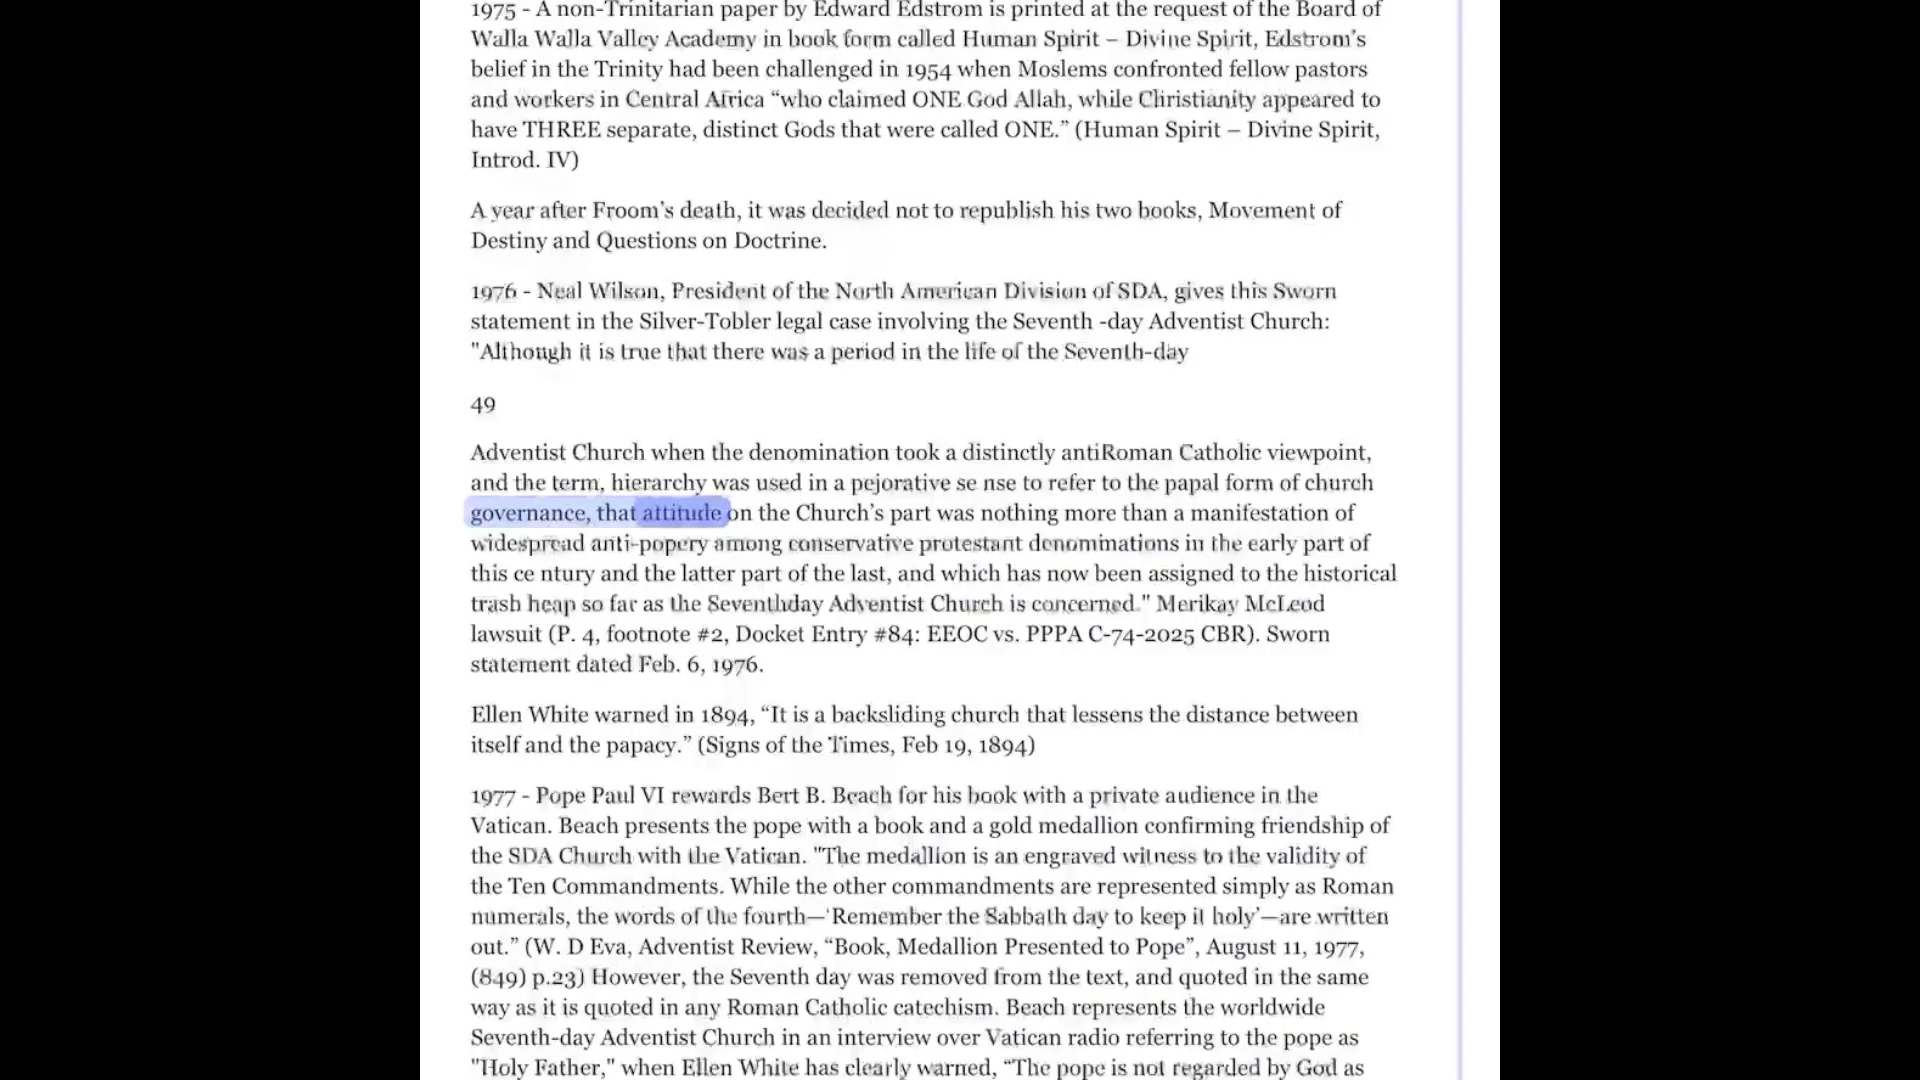 1975 - A non-Trinitarian paper by Edward Edstrom is printed at the request of the Board of
Walla Walla Valley Academy in book form called Human Spirit – Divine Spirit, Edstrom’s
belief in the Trinity had been challenged in 1954 when Moslems confronted fellow pastors
and workers in Central Africa “who claimed ONE God Allah, while Christianity appeared to
have THREE separate, distinct Gods that were called ONE.” (Human Spirit – Divine Spirit,
Introd. IV)
A year after Froom’s death, it was decided not to republish his two books, Movement of
Destiny and Questions on Doctrine.
1976 - Neal Wilson, President of the North American Division of SDA, gives this Sworn
statement in the Silver-Tobler legal case involving the Seventh -day Adventist Church:
"Although it is true that there was a period in the life of the Seventh-day
49
Adventist Church when the denomination took a distinctly antiRoman Catholic viewpoint,
and the term, hierarchy was used in a pejorative se nse to refer to the papal form of church
governance, that attitude on the Church’s part was nothing more than a manifestation of
widespread anti-popery among conservative protestant denominations in the early part of
this ce ntury and the latter part of the last, and which has now been assigned to the historical
trash heap so far as the Seventhday Adventist Church is concerned." Merikay McLeod
lawsuit (P. 4, footnote #2, Docket Entry #84: EEOC vs. PPPA C-74-2025 CBR). Sworn
statement dated Feb. 6, 1976.
Ellen White warned in 1894, “It is a backsliding church that lessens the distance between
itself and the papacy.” (Signs of the Times, Feb 19, 1894)
1977 - Pope Paul VI rewards Bert B. Beach for his book with a private audience in the
Vatican. Beach presents the pope with a book and a gold medallion confirming friendship of
the SDA Church with the Vatican. "The medallion is an engraved witness to the validity of
the Ten Commandments. While the other commandments are represented simply as Roman
numerals, the words of the fourth—‘Remember the Sabbath day to keep it holy’—are written
out.” (W. D Eva, Adventist Review, “Book, Medallion Presented to Pope”, August 11, 1977,
(849) p.23) However, the Seventh day was removed from the text, and quoted in the same
way as it is quoted in any Roman Catholic catechism. Beach represents the worldwide
Seventh-day Adventist Church in an interview over Vatican radio referring to the pope as
"Holy Father," when Ellen White has clearly warned, “The pope is not regarded by God as